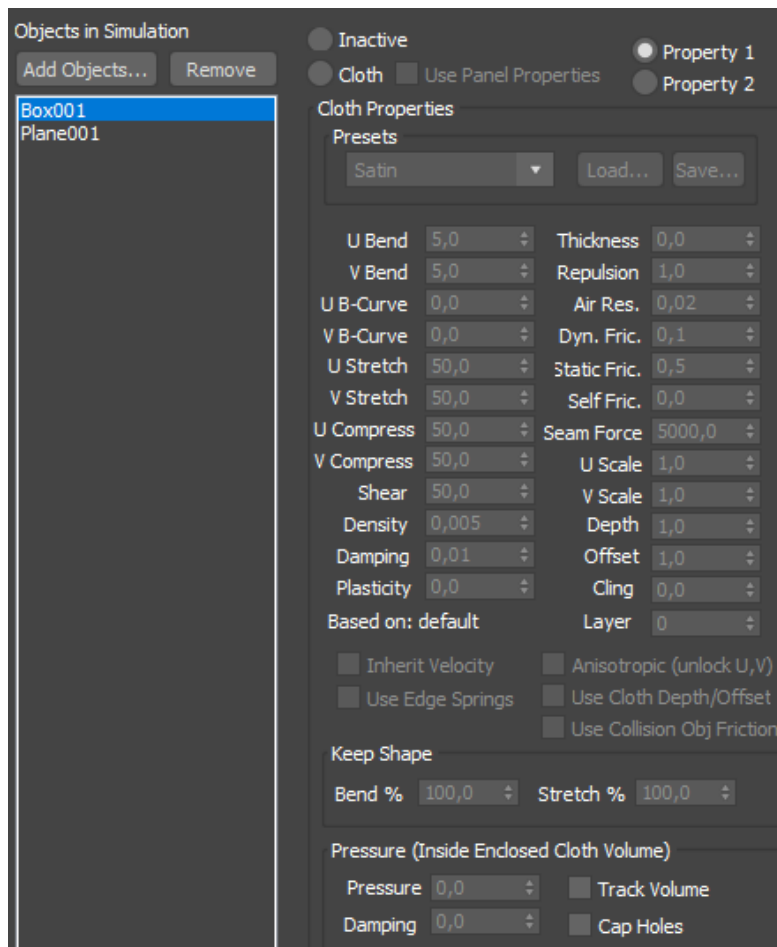 Objects in Simulation
Add Objects... Remove
Box001
Plane001
Inactive
Cloth Use Panel Properties
Property 1
Property 2
Cloth Properties
Presets
Satin Load... Save...
U Bend 5,0 Thickness 0,0
V Bend 5,0 Repulsion 1,0
U B-Curve 0,0 Air Res. 0,02
V B-Curve 0,0 Dyn. Fric. 0,1
U Stretch 50,0 Static Fric. 0,5
V Stretch 50,0 Self Fric. 0,0
U Compress 50,0 Seam Force 5000,0
V Compress 50,0 U Scale 1,0
Shear 50,0 V Scale 1,0
Density 0,005 Depth 1,0
Damping 0,01 Offset 1,0
Plasticity 0,0 Cling 0,0
Based on: default Layer 0
Inherit Velocity Anisotropic (unlock U,V)
Use Edge Springs Use Cloth Depth/Offset
Use Collision Obj Friction
Keep Shape
Bend % 100,0 Stretch % 100,0
Pressure (Inside Enclosed Cloth Volume)
Pressure 0,0 Track Volume
Damping 0,0 Cap Holes